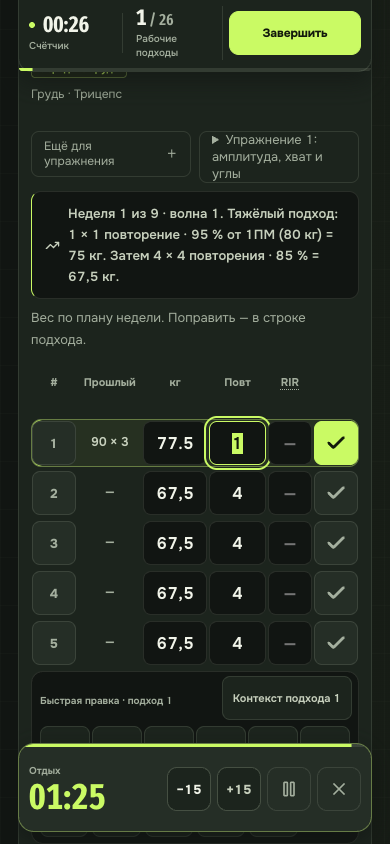 00:26
Счётчик
1 / 26
Рабочие
подходы
Завершить
Грудь · Трицепс
Ещё для
упражнения
+
▶ Упражнение 1:
амплитуда, хват и
углы
Неделя 1 из 9 · волна 1. Тяжёлый подход:
1 × 1 повторение · 95 % от 1ПМ (80 кг) =
75 кг. Затем 4 × 4 повторения · 85 % =
67,5 кг.
Вес по плану недели. Поправить — в строке
подхода.
# Прошлый кг Повт RIR
1 90 × 3 77.5 1 —
2 — 67,5 4 —
3 — 67,5 4 —
4 — 67,5 4 —
5 — 67,5 4 —
Быстрая правка · подход 1
Контекст подхода 1
Отдых
01:25
−15
+15